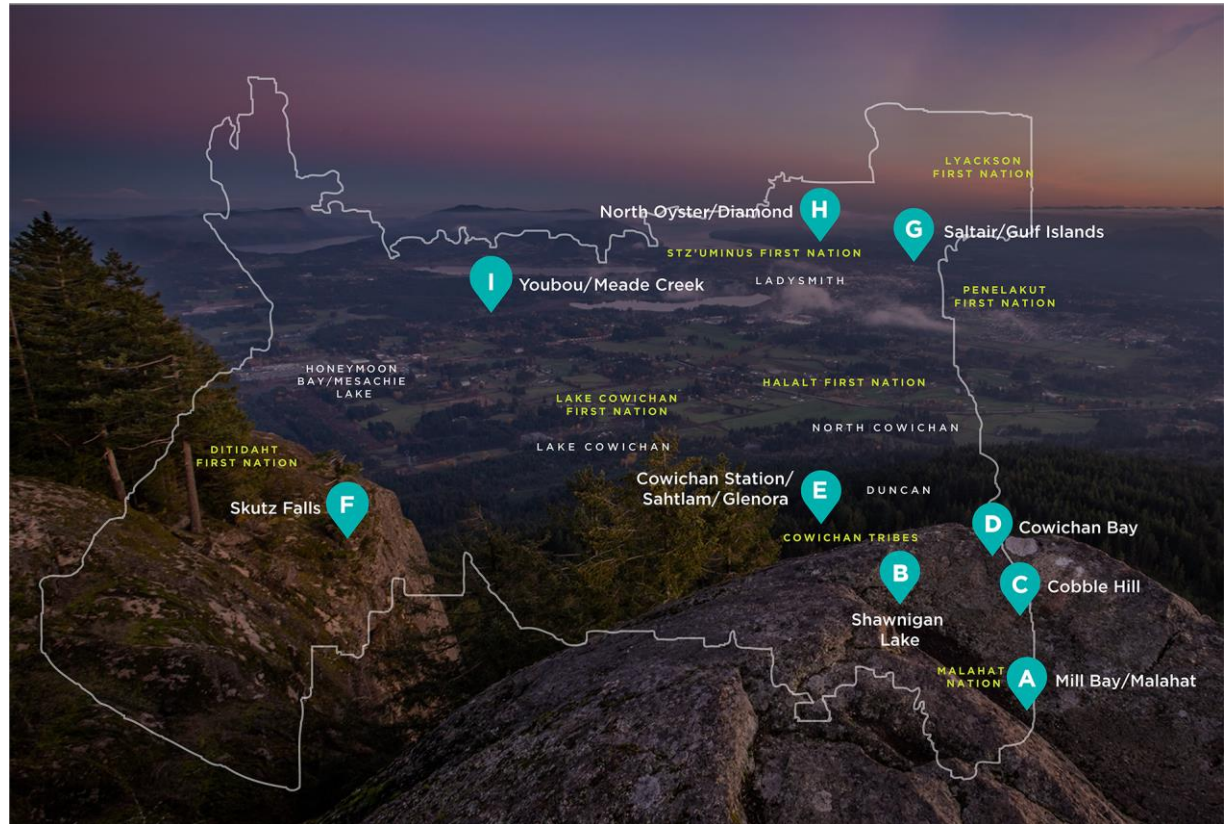 LYACKSON
FIRST NATION
North Oyster/Diamond
H
G
Saltair/Gulf Islands
STZ'UMINUS FIRST NATION
LADYSMITH
I
Youbou/Meade Creek
PENELAKUT
FIRST NATION
HONEYMOON
BAY/MESACHIE
LAKE
HALALT FIRST NATION
LAKE COWICHAN
FIRST NATION
NORTH COWICHAN
LAKE COWICHAN
DITIDAHT
FIRST NATION
Skutz Falls
F
Cowichan Station/
Sahtlam/Glenora
E
DUNCAN
D
Cowichan Bay
COWICHAN TRIBES
B
Shawnigan
Lake
C
Cobble Hill
MALAHAT
NATION
A
Mill Bay/Malahat